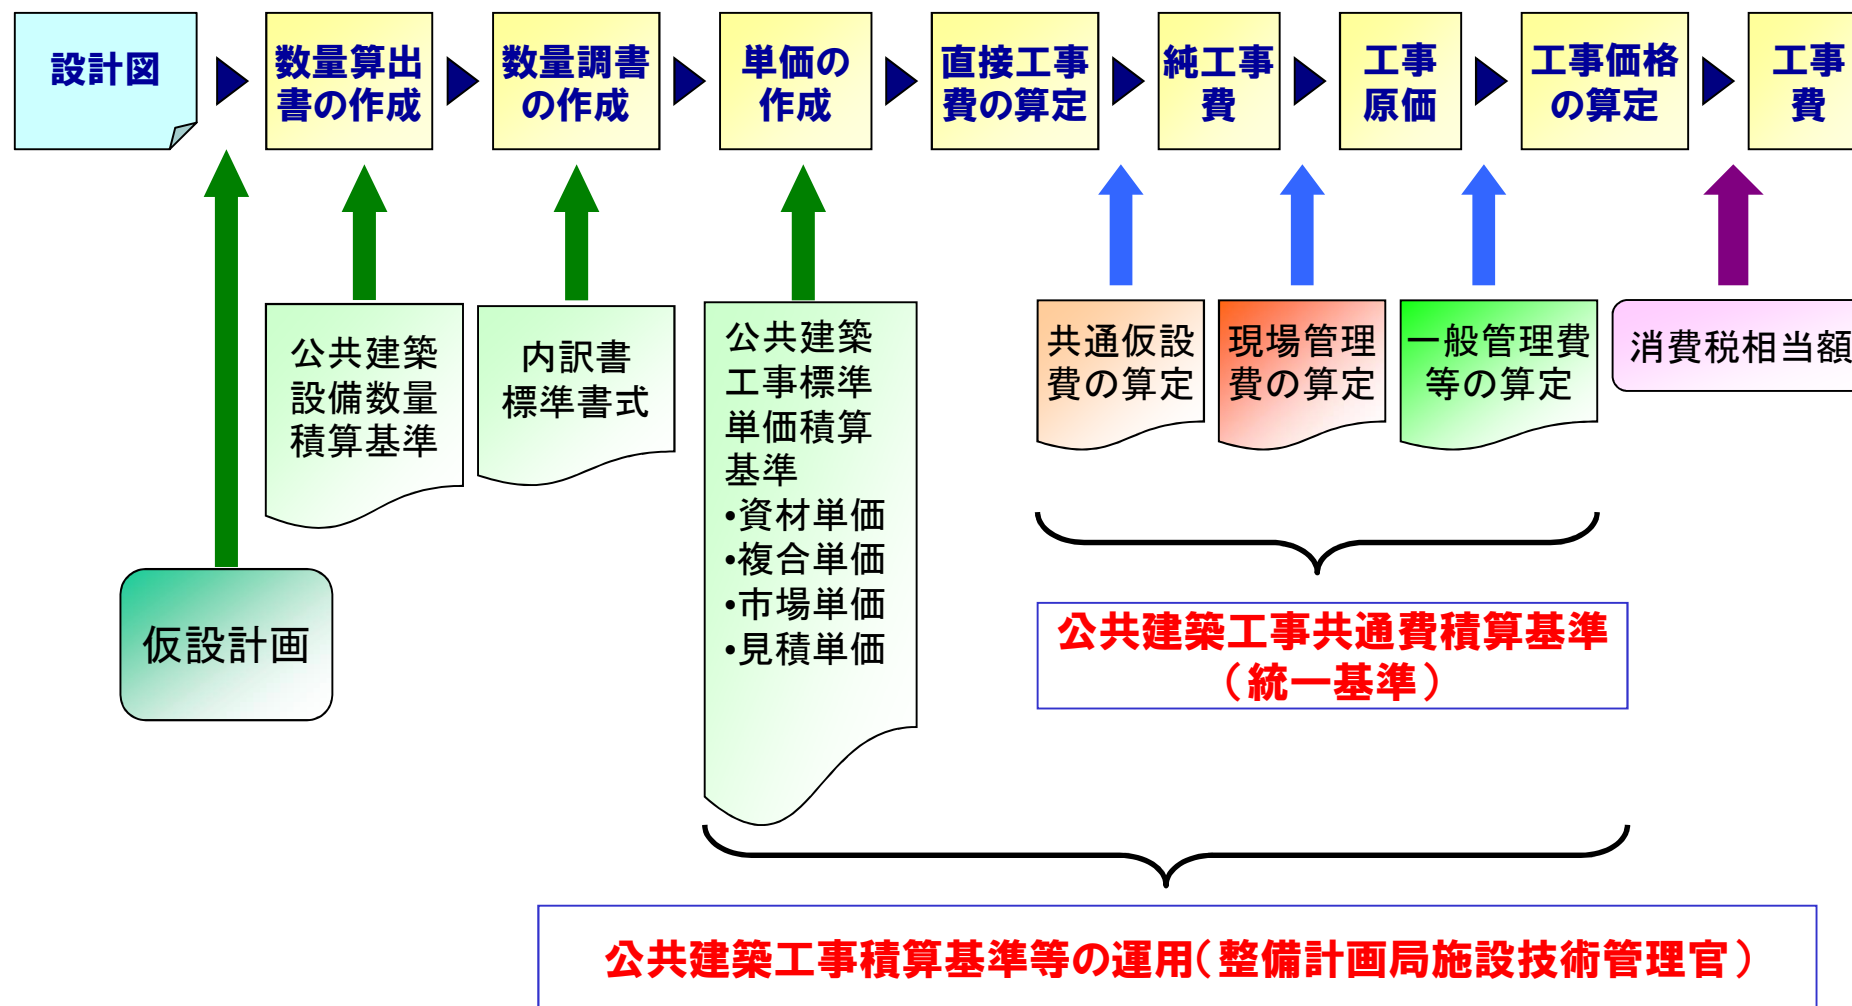 設計図
数量算出
書の作成
数量調書
の作成
単価の
作成
直接工事
費の算定
純工事
費
工事
原価
工事価格
の算定
工事
費
公共建築
設備数量
積算基準
内訳書
標準書式
公共建築
工事標準
単価積算
基準
•資材単価
•複合単価
•市場単価
•見積単価
共通仮設
費の算定
現場管理
費の算定
一般管理費
等の算定
消費税相当額
仮設計画
公共建築工事共通費積算基準
（統一基準）
公共建築工事積算基準等の運用（整備計画局施設技術管理官）